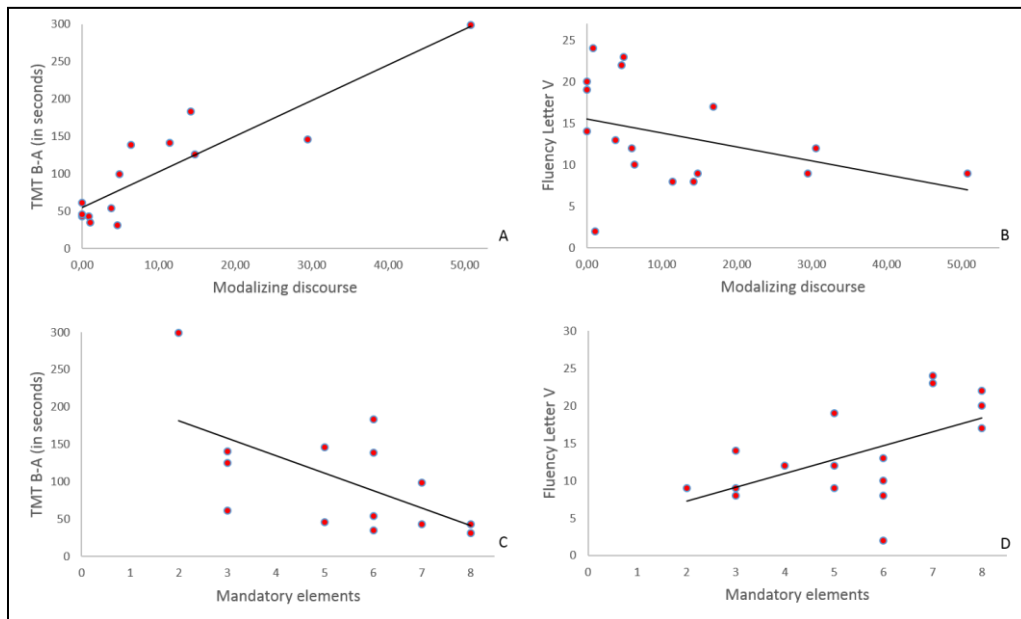 300
250
200
150
100
50
0
TMT B-A (in seconds)
0,00 10,00 20,00 30,00 40,00 50,00
Modalizing discourse
A
25
20
15
10
5
0
Fluency Letter V
0,00 10,00 20,00 30,00 40,00 50,00
Modalizing discourse
B
300
250
200
150
100
50
0
TMT B-A (in seconds)
0 1 2 3 4 5 6 7 8
Mandatory elements
C
30
25
20
15
10
5
0
Fluency Letter V
0 1 2 3 4 5 6 7 8
Mandatory elements
D